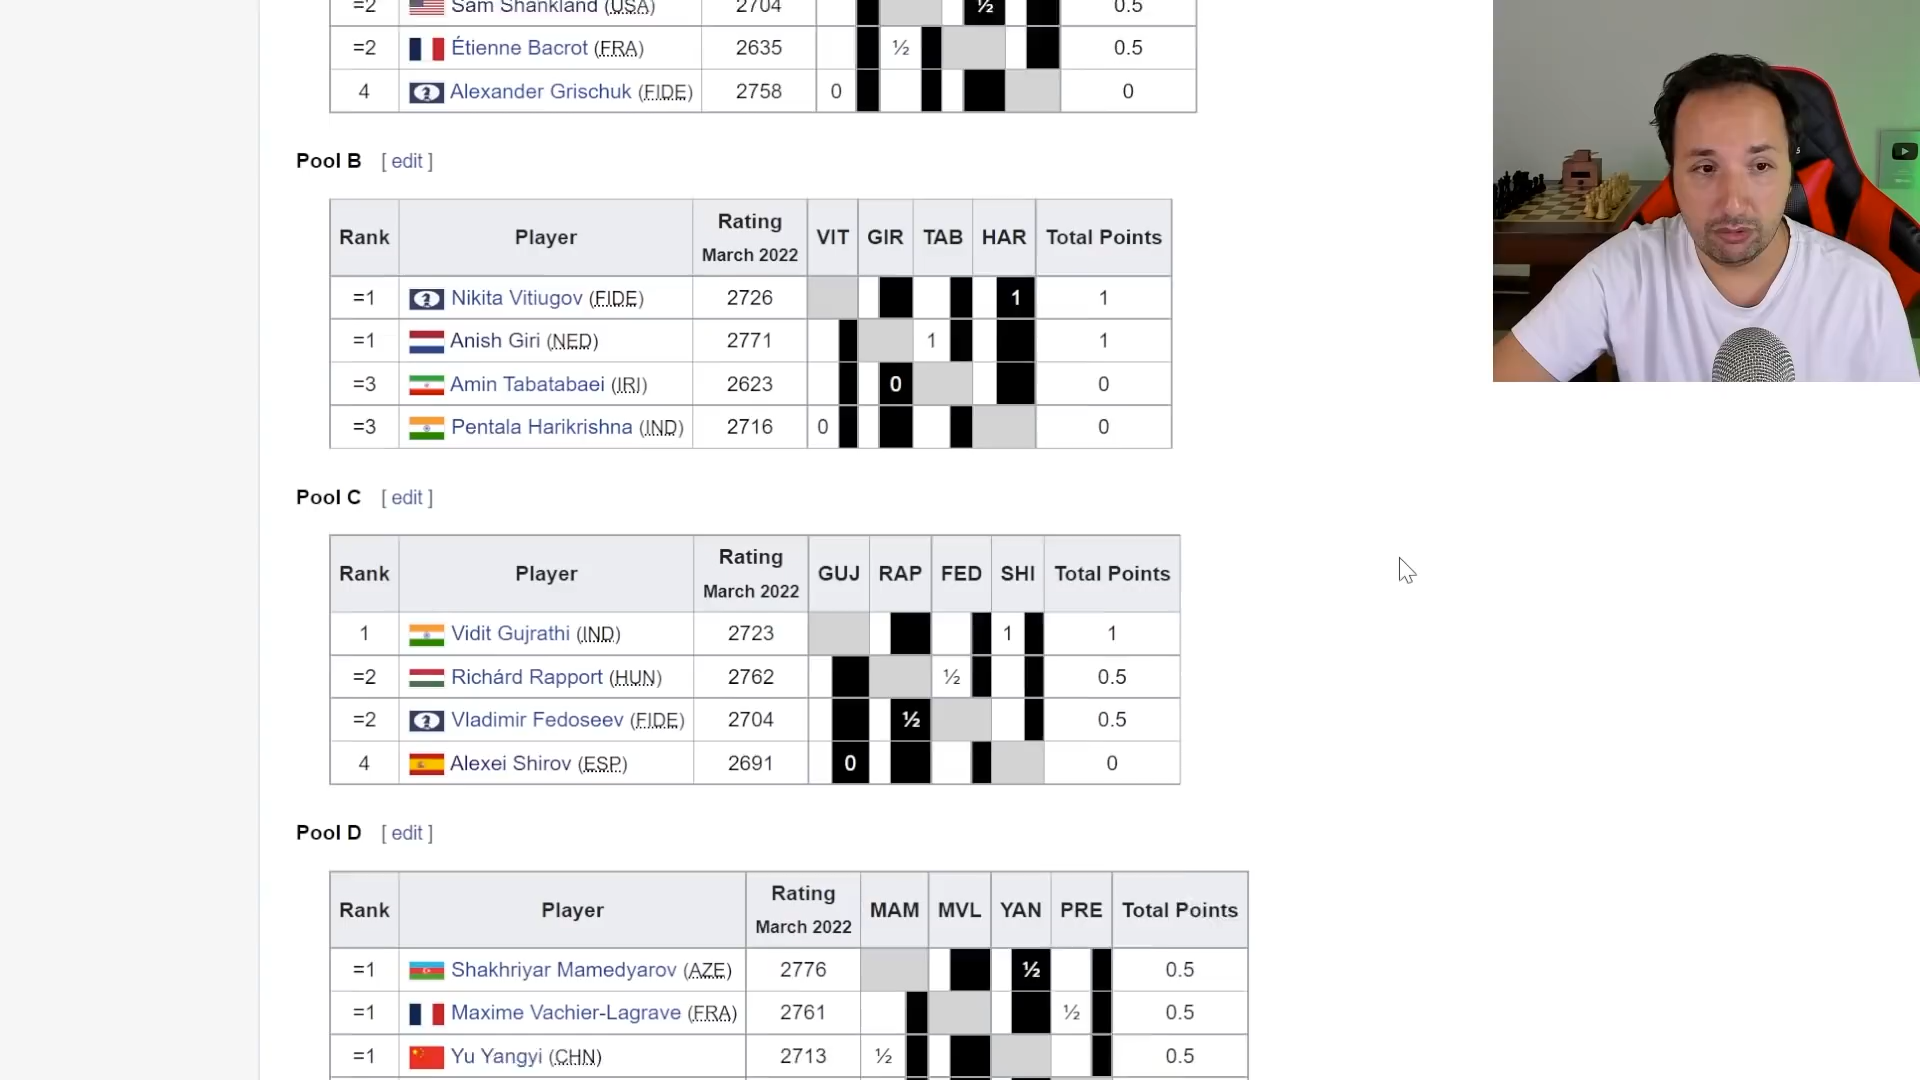 =2 Sam Shankland (USA) 2704 ½ 0.5
=2 Étienne Bacrot (FRA) 2635 ½ 0.5
4 Alexander Grischuk (FIDE) 2758 0 0
Pool B [ edit ]
Rank Player Rating March 2022 VIT GIR TAB HAR Total Points
=1 Nikita Vitiugov (FIDE) 2726 1 1
=1 Anish Giri (NED) 2771 1 1
=3 Amin Tabatabaei (IRI) 2623 0 0
=3 Pentala Harikrishna (IND) 2716 0 0
Pool C [ edit ]
Rank Player Rating March 2022 GUJ RAP FED SHI Total Points
1 Vidit Gujrathi (IND) 2723 1 1
=2 Richárd Rapport (HUN) 2762 ½ 0.5
=2 Vladimir Fedoseev (FIDE) 2704 ½ 0.5
4 Alexei Shirov (ESP) 2691 0 0
Pool D [ edit ]
Rank Player Rating March 2022 MAM MVL YAN PRE Total Points
=1 Shakhriyar Mamedyarov (AZE) 2776 ½ 0.5
=1 Maxime Vachier-Lagrave (FRA) 2761 ½ 0.5
=1 Yu Yangyi (CHN) 2713 ½ 0.5